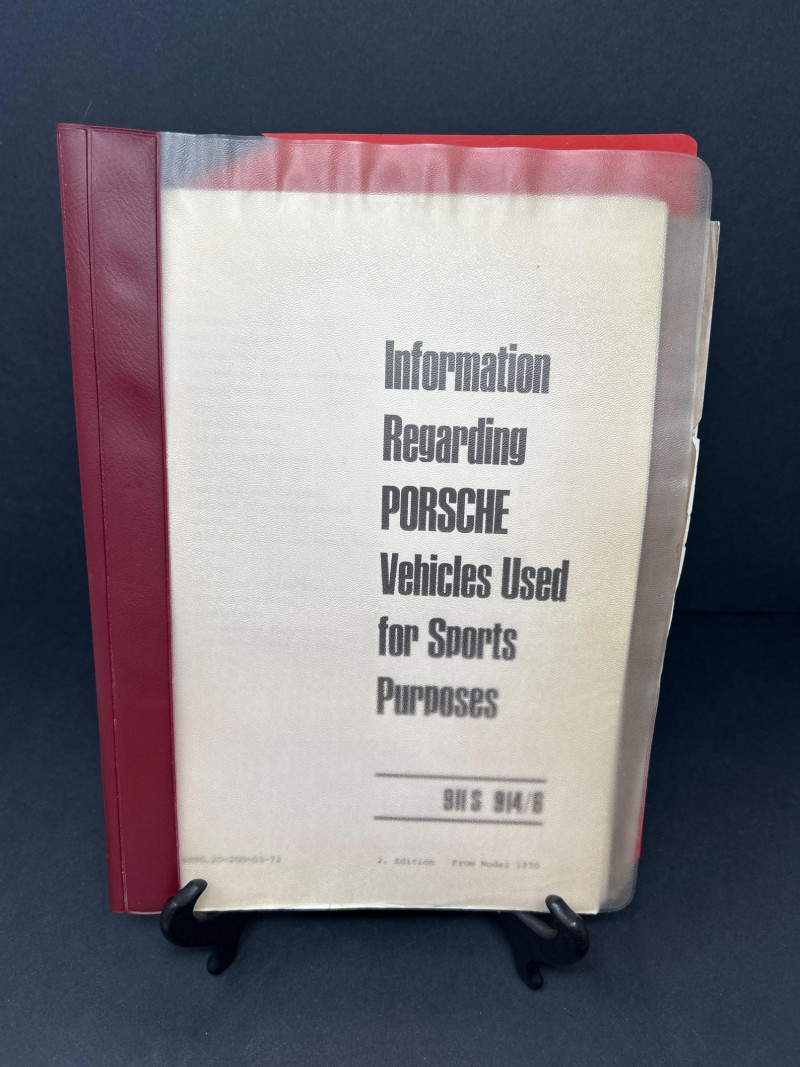 Information
Regarding
PORSCHE
Vehicles Used
for Sports
Purposes
911 S 914/6
2. Edition From Model 1970